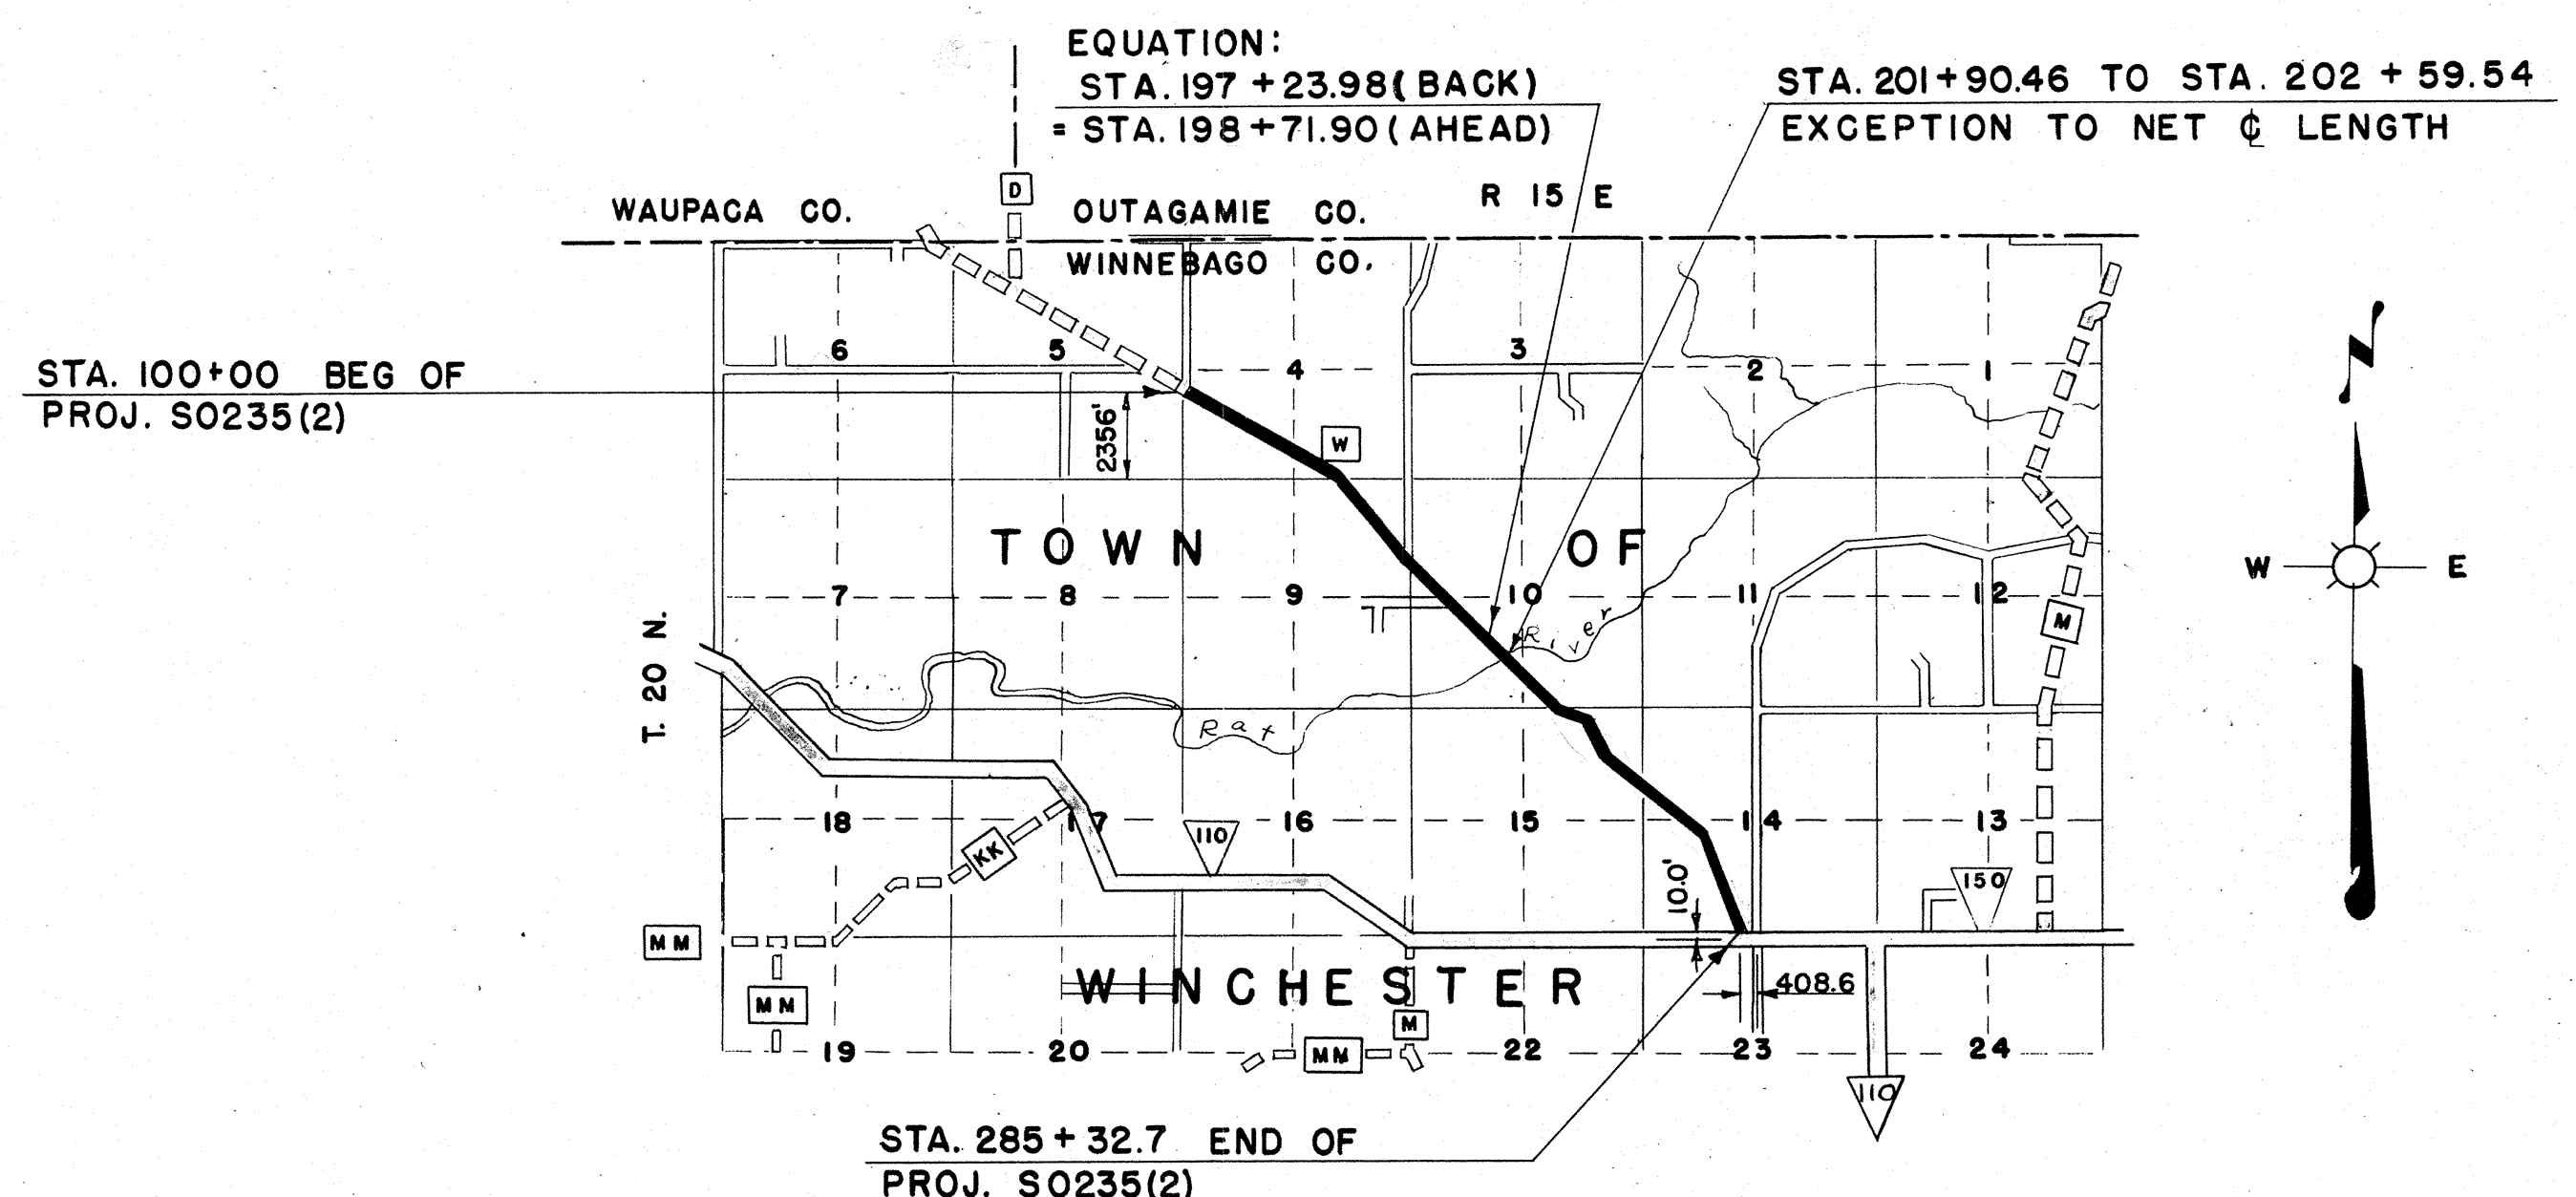 EQUATION:
STA. 197 + 23.98 (BACK)
= STA. 198 + 71.90 (AHEAD)
STA. 201 + 90.46 TO STA. 202 + 59.54
EXCEPTION TO NET ℄ LENGTH
D
R 15 E
WAUPACA CO.
OUTAGAMIE CO.
WINNEBAGO CO.
6
5
4
3
2
1
STA. 100+00 BEG OF
PROJ. SO235(2)
2356'
W
N
TOWN OF
W
E
7
8
9
10
11
12
T. 20 N.
M
River
Rat
18
17
16
15
14
13
KK
110
150
10.0'
MM
MM
WINCHESTER
408.6
M
MM
19
20
22
23
24
110
STA. 285 + 32.7 END OF
PROJ. SO235(2)